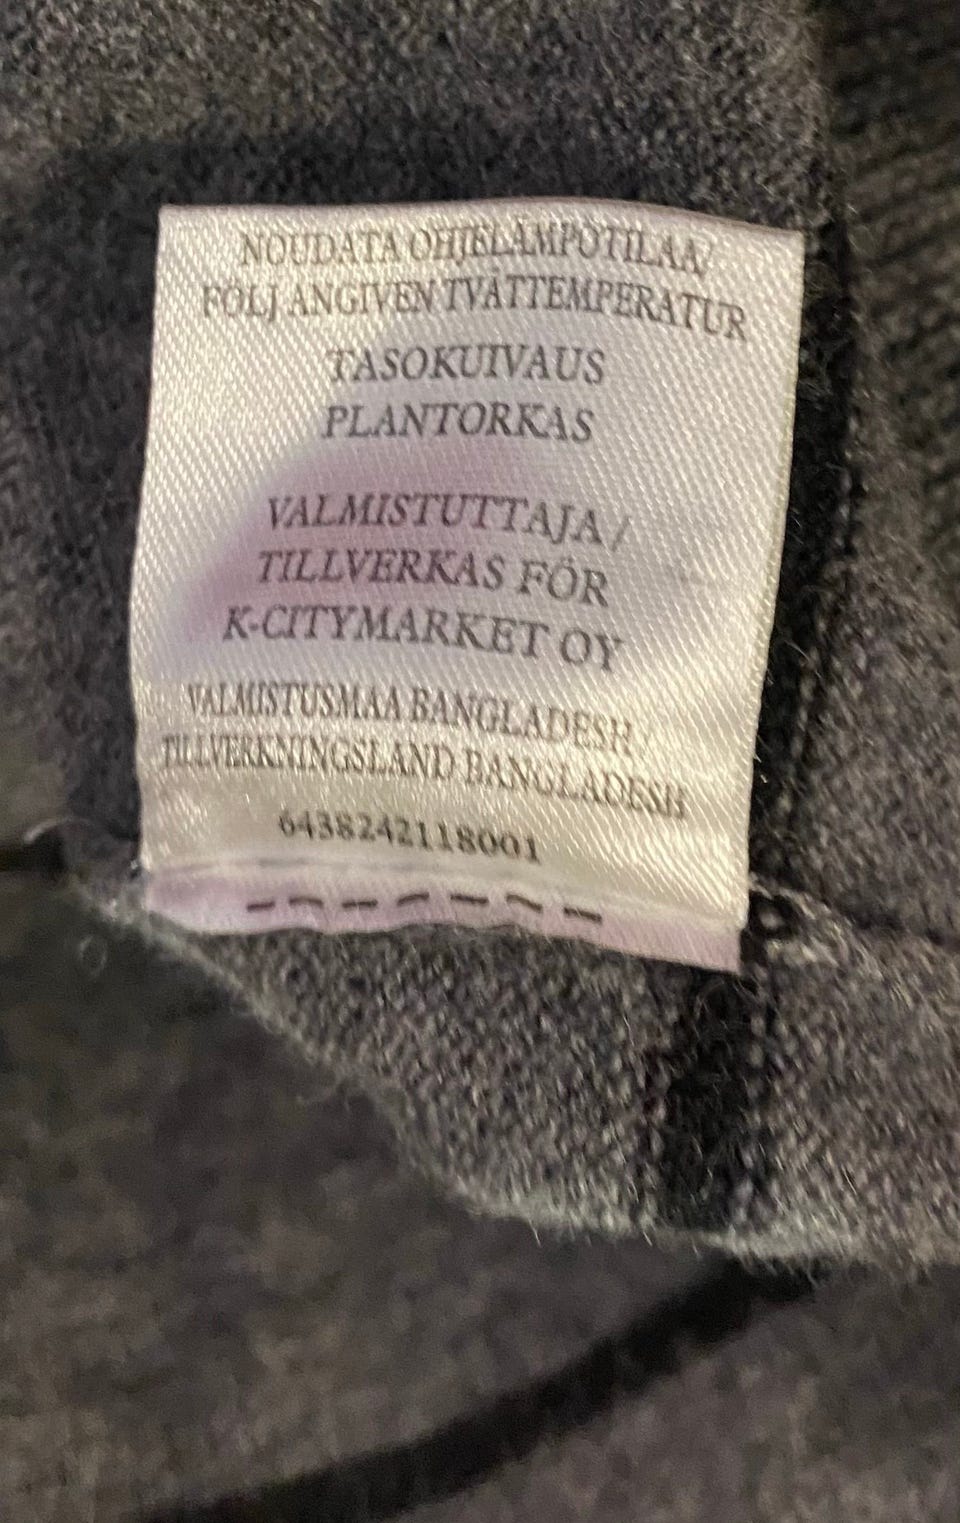 NOUDATA OHJELÄMPÖTILAA/
FÖLJ ANGIVEN TVÄTTEMPERATUR
TASOKUIVAUS
PLANTORKAS
VALMISTUTTAJA /
TILLVERKAS FÖR
K-CITYMARKET OY
VALMISTUSMAA BANGLADESH /
TILLVERKNINGSLAND BANGLADESH
6438242118001